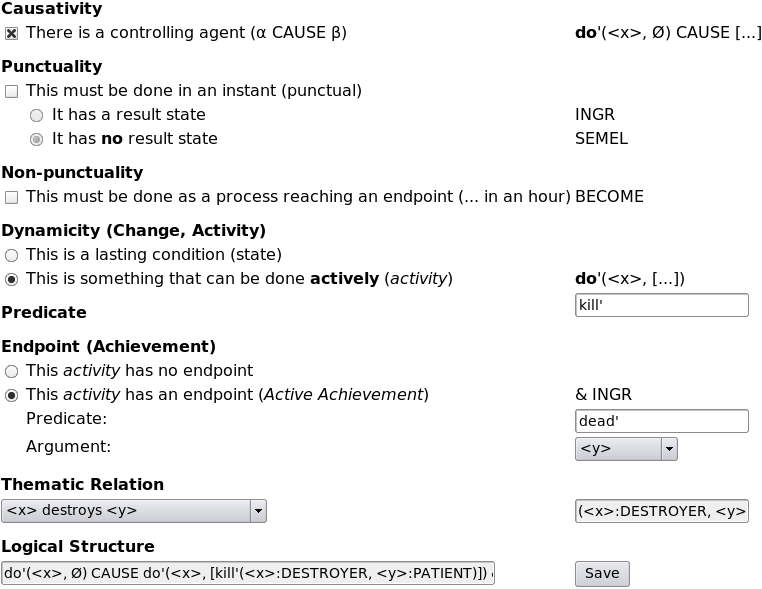 Causativity
There is a controlling agent (α CAUSE β) do'(<x>, Ø) CAUSE [...]
Punctuality
This must be done in an instant (punctual)
It has a result state INGR
It has no result state SEMEL
Non-punctuality
This must be done as a process reaching an endpoint (... in an hour) BECOME
Dynamicity (Change, Activity)
This is a lasting condition (state)
This is something that can be done actively (activity) do'(<x>, [...])
Predicate kill'
Endpoint (Achievement)
This activity has no endpoint
This activity has an endpoint (Active Achievement) & INGR
Predicate: dead'
Argument: <y>
Thematic Relation
<x> destroys <y> (<x>:DESTROYER, <y>
Logical Structure
do'(<x>, Ø) CAUSE do'(<x>, [kill'(<x>:DESTROYER, <y>:PATIENT)]) Save